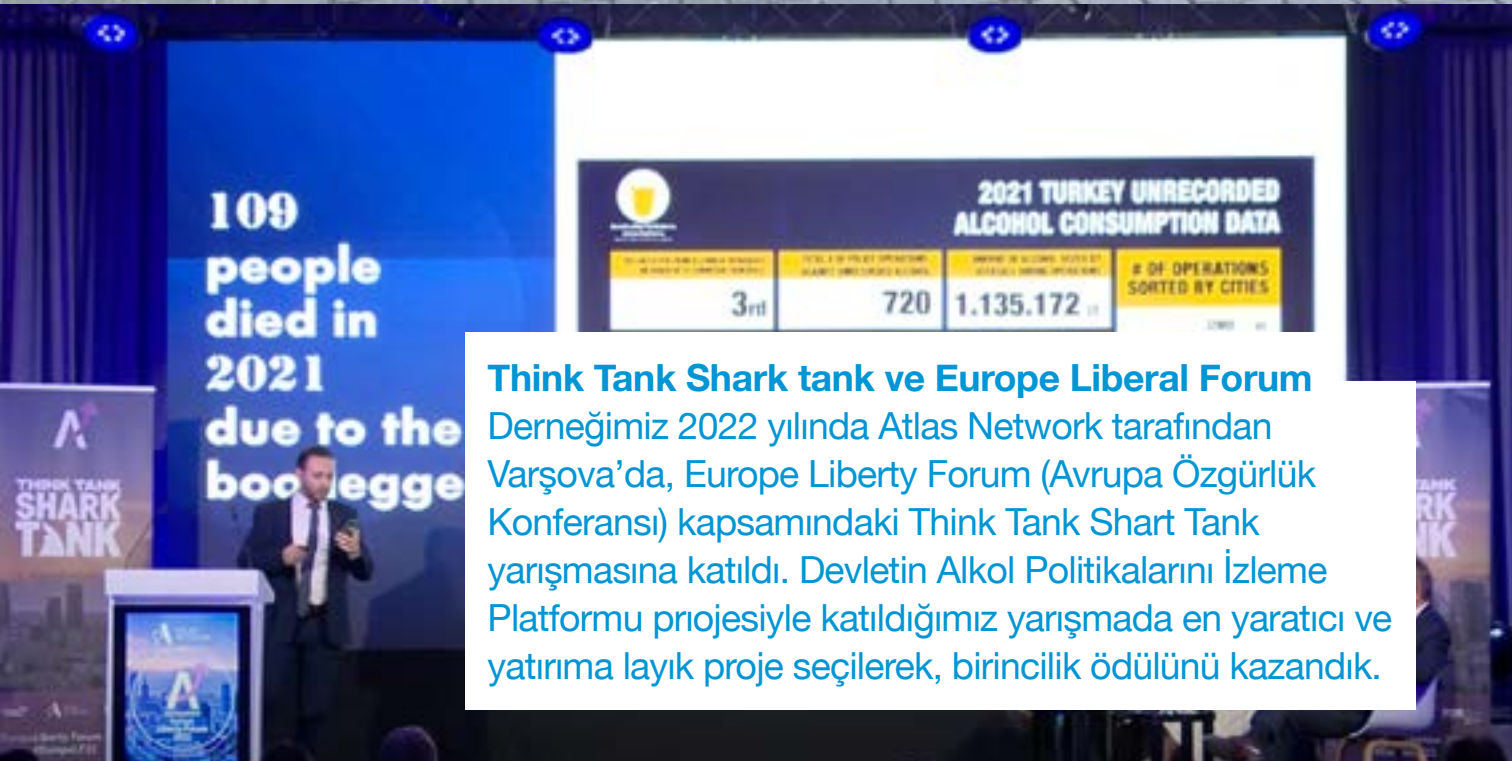 109
people
died in
2021
due to the
2021 TURKEY UNRECORDED
ALCOHOL CONSUMPTION DATA
# OF OPERATIONS
SORTED BY CITIES
3rd
720
1.135.172
Think Tank Shark tank ve Europe Liberal Forum
Derneğimiz 2022 yılında Atlas Network tarafından
Varşova’da, Europe Liberty Forum (Avrupa Özgürlük
Konferansı) kapsamındaki Think Tank Shart Tank
yarışmasına katıldı. Devletin Alkol Politikalarını İzleme
Platformu prıojesiyle katıldığımız yarışmada en yaratıcı ve
yatırıma layık proje seçilerek, birincilik ödülünü kazandık.
THINK TANK
SHARK
TANK